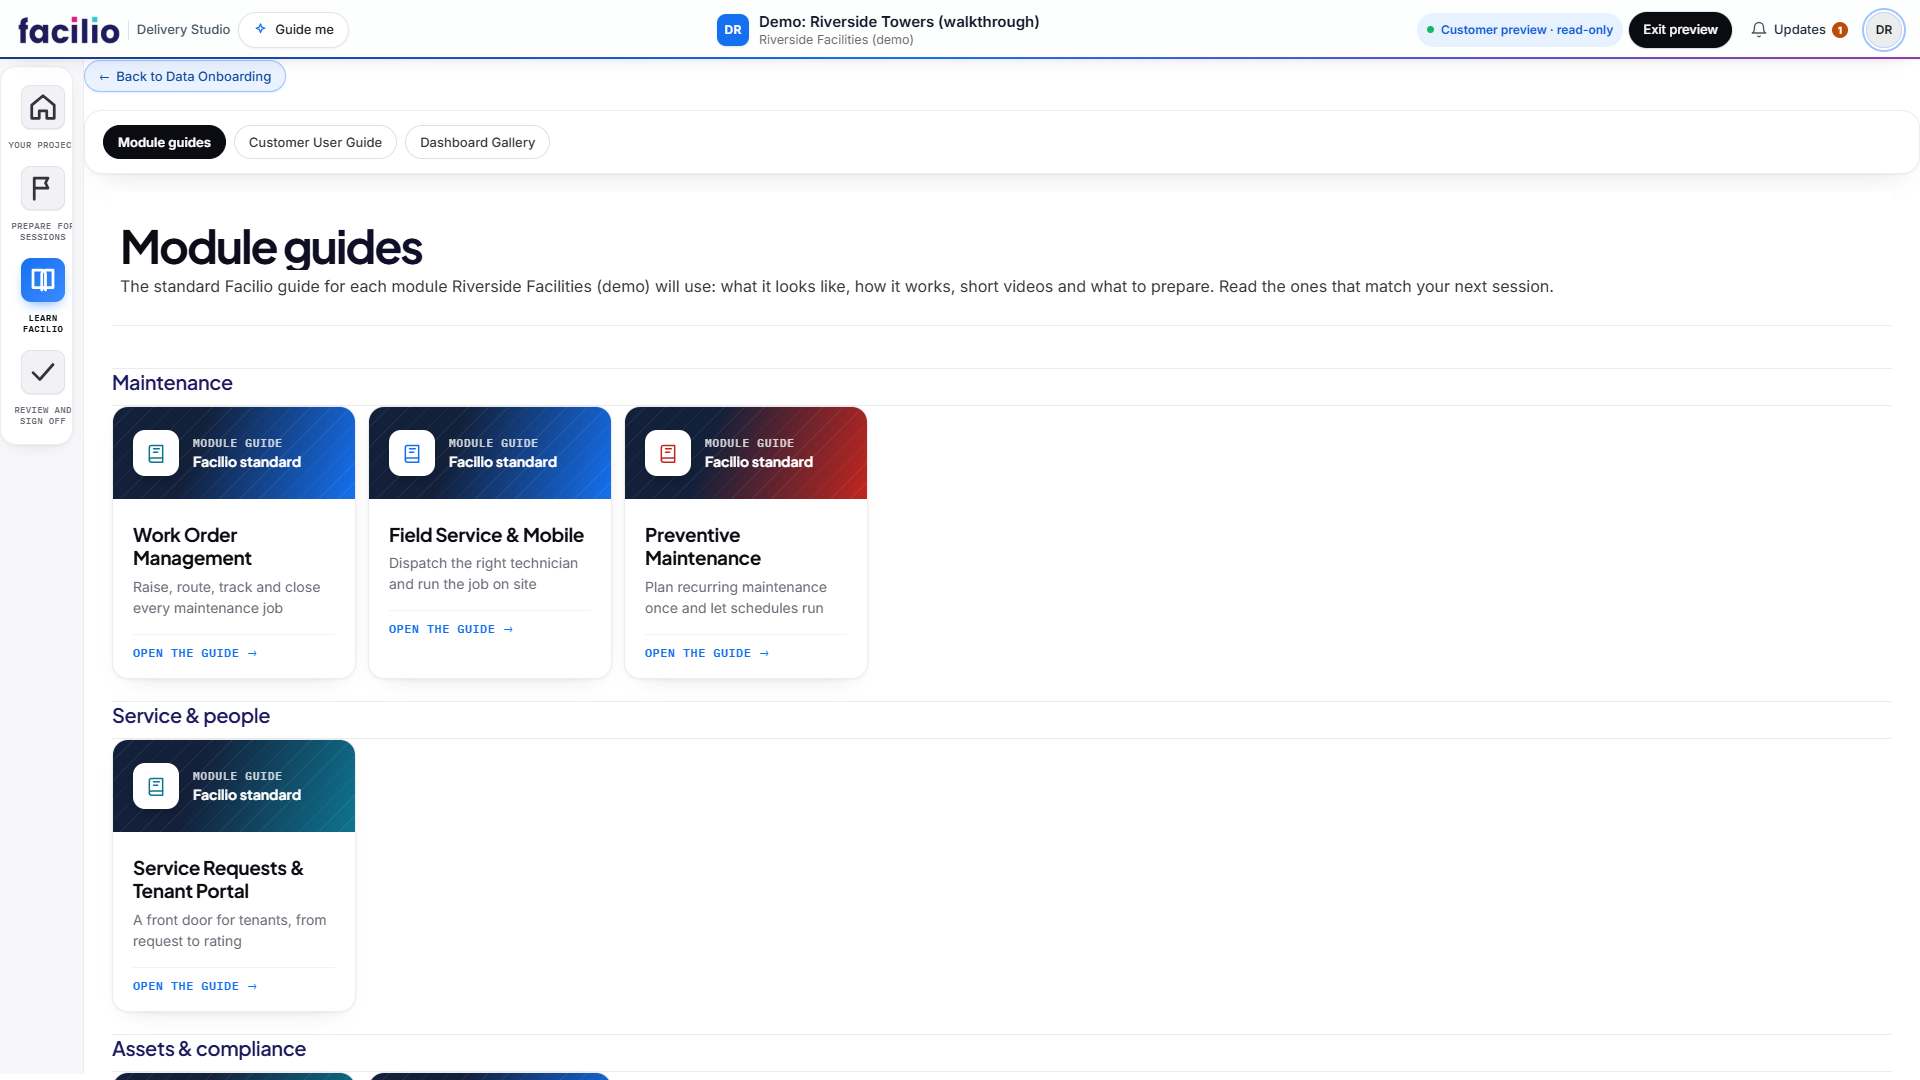 facilio
Delivery Studio
Guide me
DR
Demo: Riverside Towers (walkthrough)
Riverside Facilities (demo)
Customer preview · read-only
Exit preview
Updates
1
DR
← Back to Data Onboarding
YOUR PROJEC
PREPARE FOR
SESSIONS
LEARN
FACILIO
REVIEW AND
SIGN OFF
Module guides
Customer User Guide
Dashboard Gallery
Module guides
The standard Facilio guide for each module Riverside Facilities (demo) will use: what it looks like, how it works, short videos and what to prepare. Read the ones that match your next session.
Maintenance
MODULE GUIDE
Facilio standard
Work Order
Management
Raise, route, track and close
every maintenance job
OPEN THE GUIDE →
MODULE GUIDE
Facilio standard
Field Service & Mobile
Dispatch the right technician
and run the job on site
OPEN THE GUIDE →
MODULE GUIDE
Facilio standard
Preventive
Maintenance
Plan recurring maintenance
once and let schedules run
OPEN THE GUIDE →
Service & people
MODULE GUIDE
Facilio standard
Service Requests &
Tenant Portal
A front door for tenants, from
request to rating
OPEN THE GUIDE →
Assets & compliance